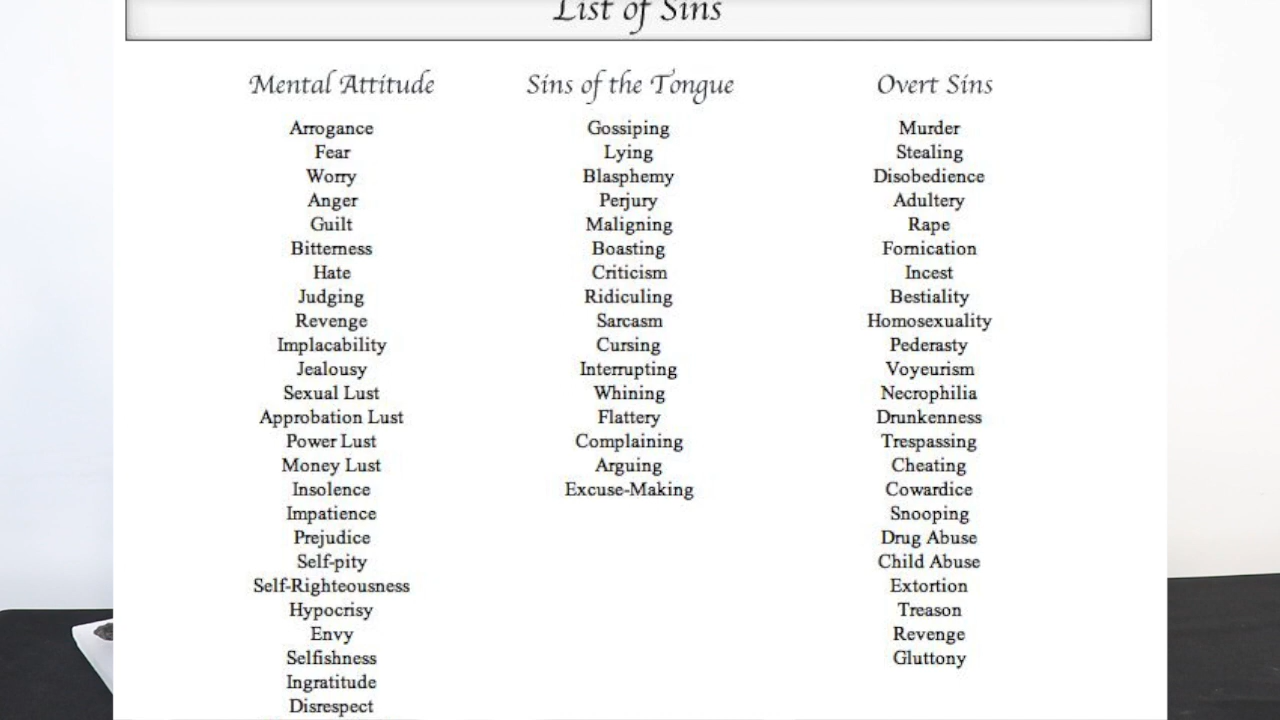 List of Sins
Mental Attitude
Arrogance
Fear
Worry
Anger
Guilt
Bitterness
Hate
Judging
Revenge
Implacability
Jealousy
Sexual Lust
Approbation Lust
Power Lust
Money Lust
Insolence
Impatience
Prejudice
Self-pity
Self-Righteousness
Hypocrisy
Envy
Selfishness
Ingratitude
Disrespect
Sins of the Tongue
Gossiping
Lying
Blasphemy
Perjury
Maligning
Boasting
Criticism
Ridiculing
Sarcasm
Cursing
Interrupting
Whining
Flattery
Complaining
Arguing
Excuse-Making
Overt Sins
Murder
Stealing
Disobedience
Adultery
Rape
Fornication
Incest
Bestiality
Homosexuality
Pederasty
Voyeurism
Necrophilia
Drunkenness
Trespassing
Cheating
Cowardice
Snooping
Drug Abuse
Child Abuse
Extortion
Treason
Revenge
Gluttony